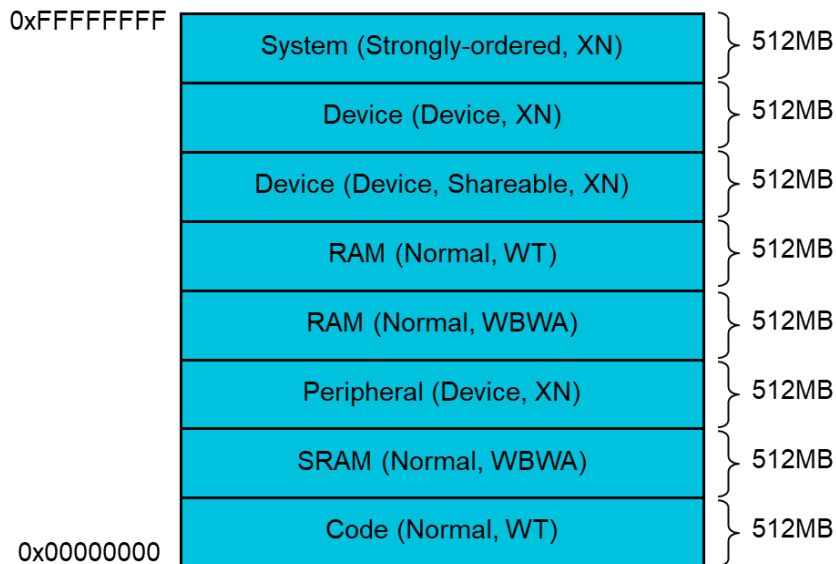 0xFFFFFFFF
System (Strongly-ordered, XN)
512MB
Device (Device, XN)
512MB
Device (Device, Shareable, XN)
512MB
RAM (Normal, WT)
512MB
RAM (Normal, WBWA)
512MB
Peripheral (Device, XN)
512MB
SRAM (Normal, WBWA)
512MB
Code (Normal, WT)
512MB
0x00000000